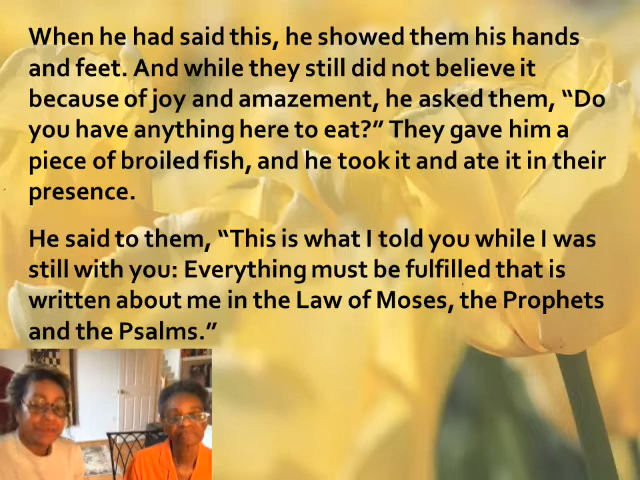 When he had said this, he showed them his hands
and feet. And while they still did not believe it
because of joy and amazement, he asked them, “Do
you have anything here to eat?” They gave him a
piece of broiled fish, and he took it and ate it in their
presence.
He said to them, “This is what I told you while I was
still with you: Everything must be fulfilled that is
written about me in the Law of Moses, the Prophets
and the Psalms.”